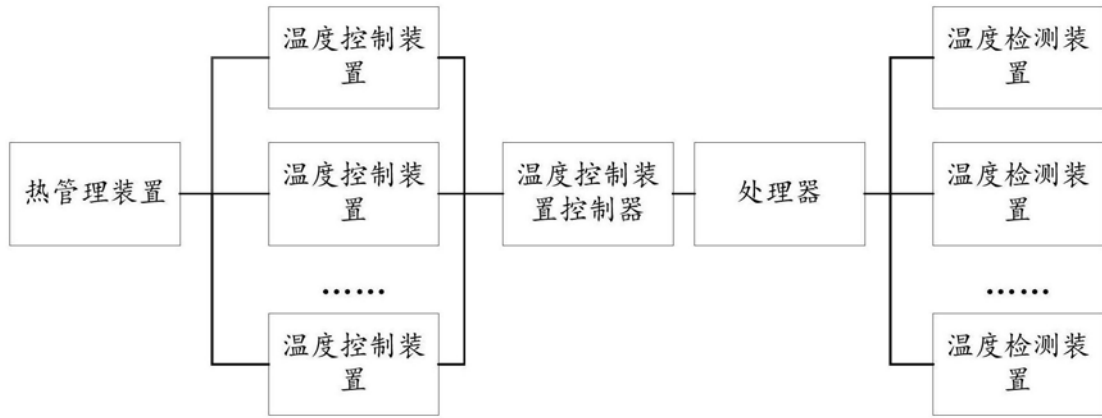 温度控制装
置
温度检测装
置
热管理装置
温度控制装
置
温度控制装
置控制器
处理器
温度检测装
置
……
……
温度控制装
置
温度检测装
置